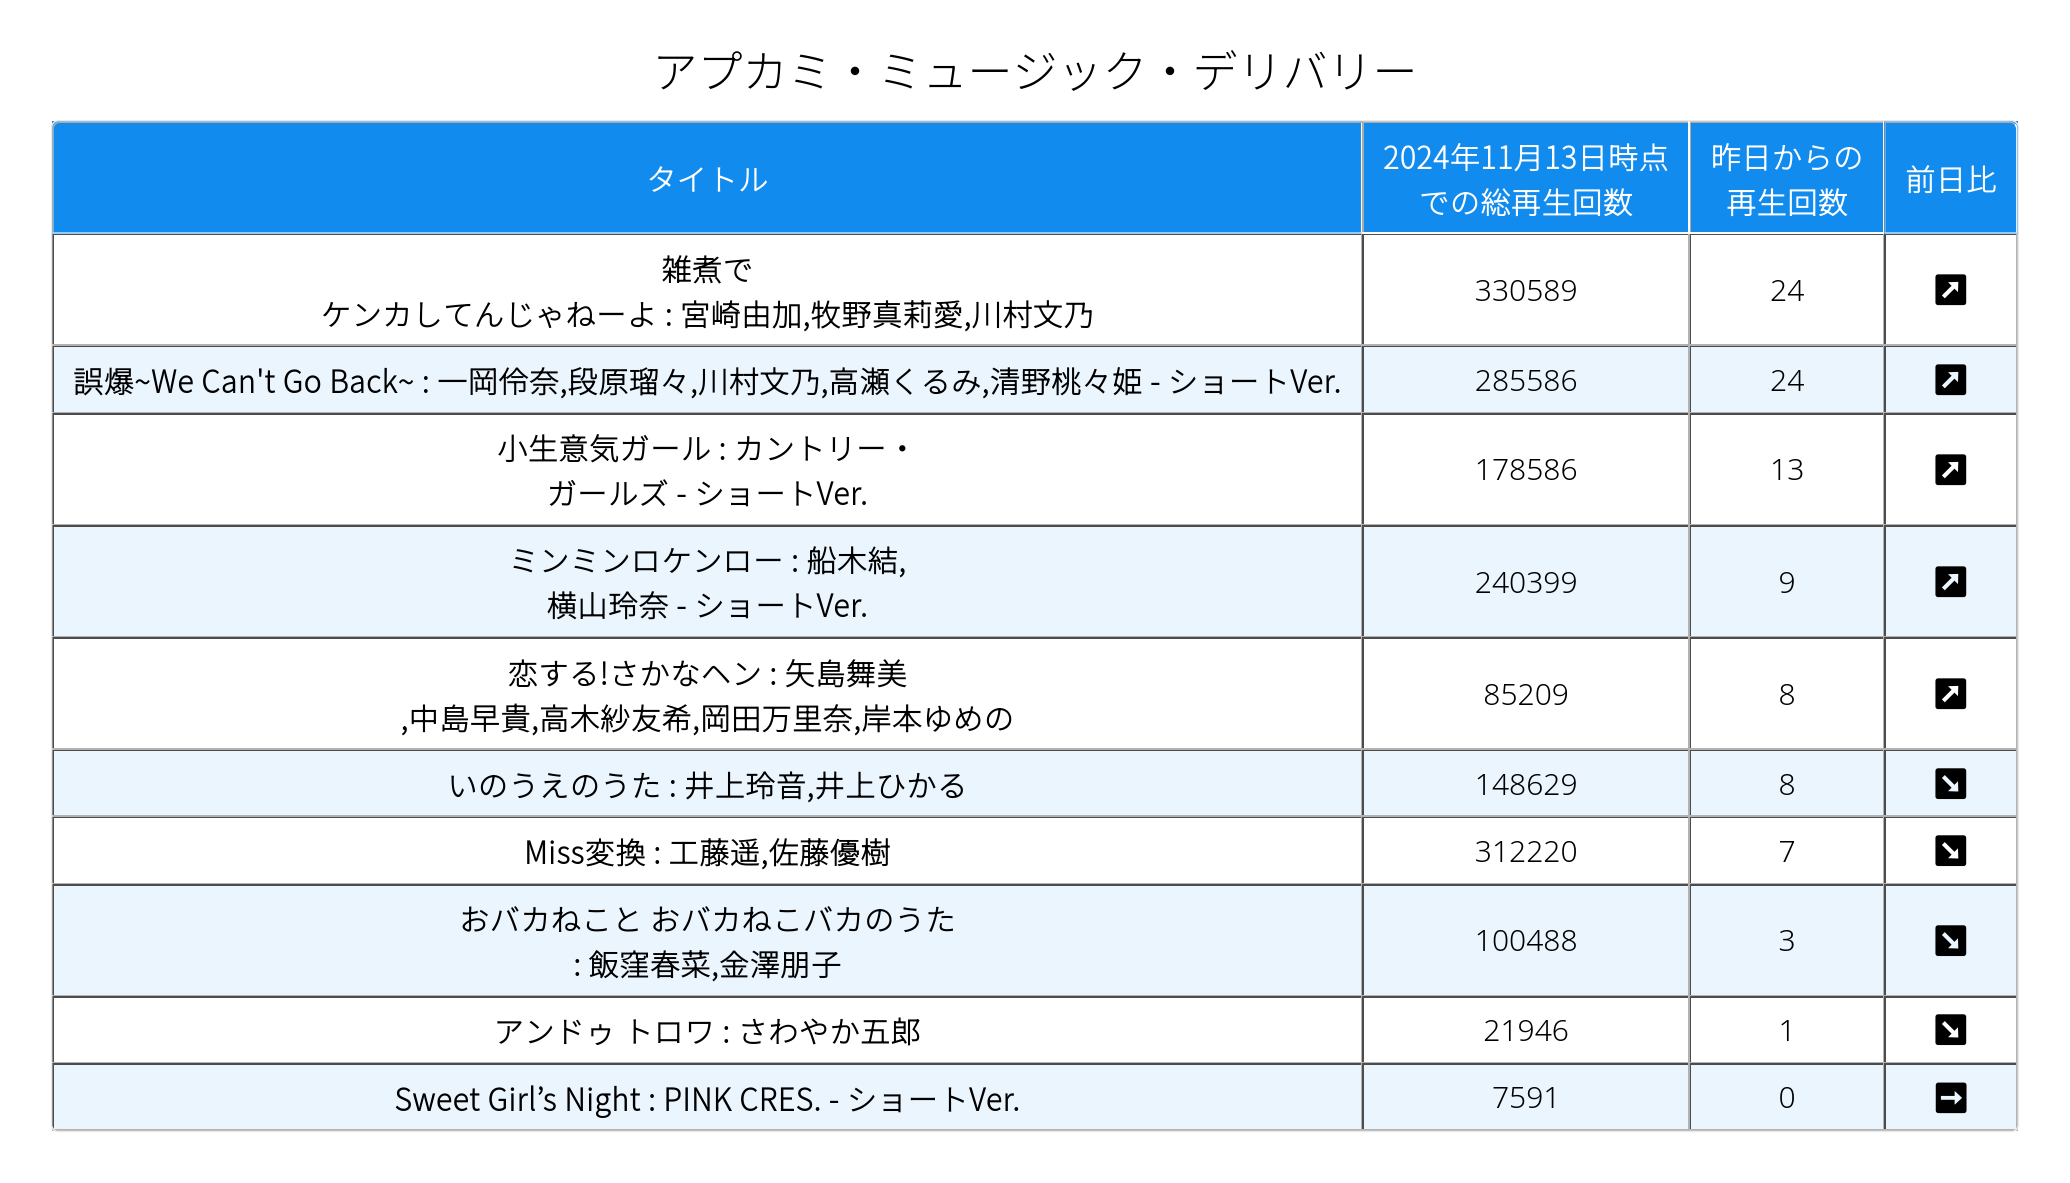 アプカミ・ミュージック・デリバリー
タイトル
2024年11月13日時点
での総再生回数
昨日からの
再生回数
前日比
雑煮で
ケンカしてんじゃねーよ : 宮崎由加,牧野真莉愛,川村文乃
330589
24
誤爆~We Can't Go Back~ : 一岡伶奈,段原瑠々,川村文乃,高瀬くるみ,清野桃々姫 - ショートVer.
285586
24
小生意気ガール : カントリー・
ガールズ - ショートVer.
178586
13
ミンミンロケンロー : 船木結,
横山玲奈 - ショートVer.
240399
9
恋する!さかなヘン : 矢島舞美
,中島早貴,高木紗友希,岡田万里奈,岸本ゆめの
85209
8
いのうえのうた : 井上玲音,井上ひかる
148629
8
Miss変換 : 工藤遥,佐藤優樹
312220
7
おバカねこと おバカねこバカのうた
: 飯窪春菜,金澤朋子
100488
3
アンドゥ トロワ : さわやか五郎
21946
1
Sweet Girl’s Night : PINK CRES. - ショートVer.
7591
0